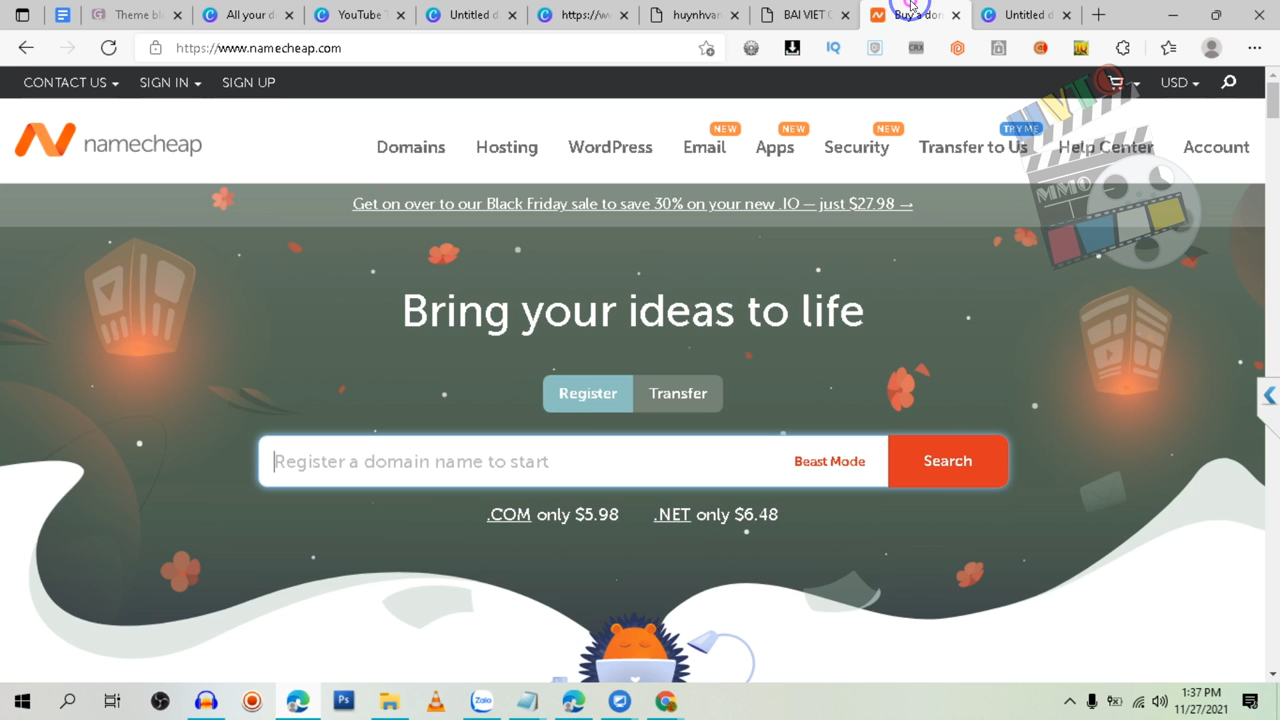 Theme bl
All your d
YouTube T
Untitled d
https://w
huynhvan
BAI VIET C
Buy a don
Untitled d
https://www.namecheap.com
CONTACT US
SIGN IN
SIGN UP
USD
namecheap
Domains
Hosting
WordPress
NEW
Email
NEW
Apps
NEW
Security
TRY ME
Transfer to Us
Help Center
Account
MMO
Get on over to our Black Friday sale to save 30% on your new .IO — just $27.98 →
Bring your ideas to life
Register
Transfer
Register a domain name to start
Beast Mode
Search
.COM only $5.98
.NET only $6.48
1:37 PM
11/27/2021